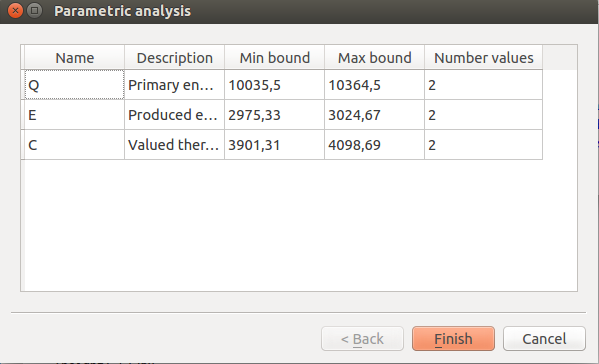 Parametric analysis
Name Description Min bound Max bound Number values
Q Primary en... 10035,5 10364,5 2
E Produced e... 2975,33 3024,67 2
C Valued ther... 3901,31 4098,69 2
< Back Finish Cancel